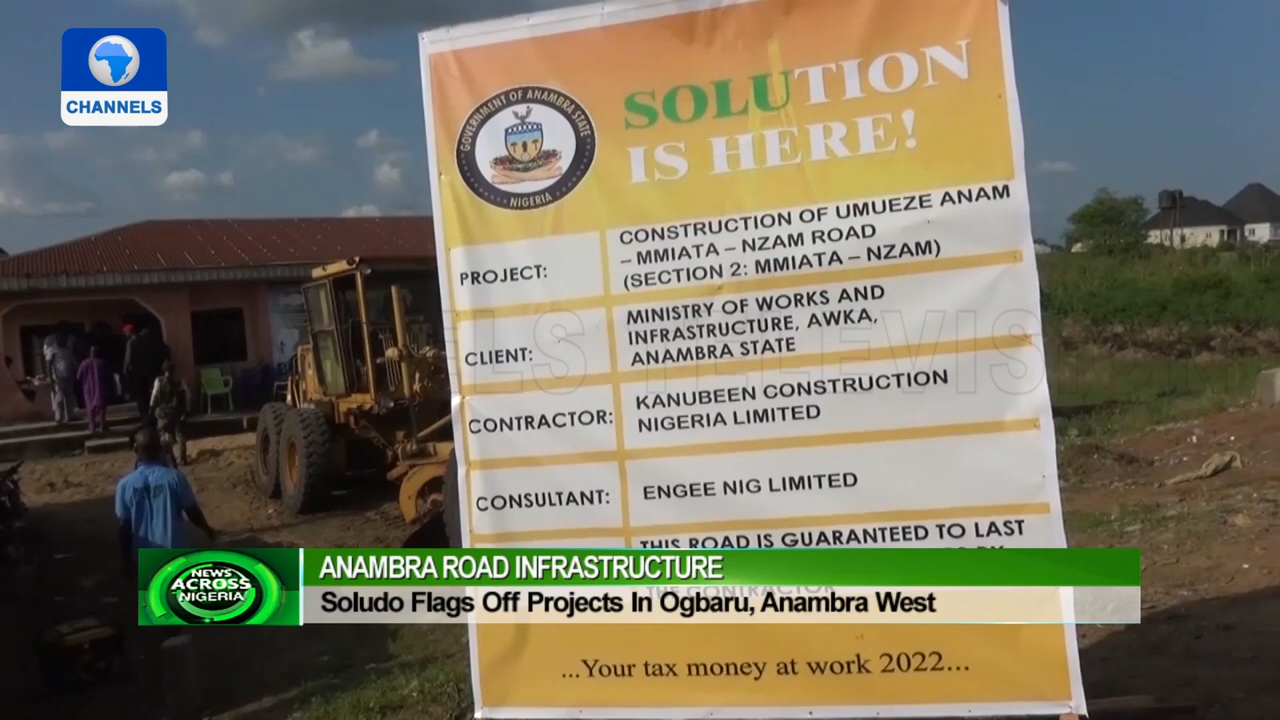 CHANNELS
GOVERNMENT OF ANAMBRA STATE
NIGERIA
SOLUTION
IS HERE!
PROJECT:
CONSTRUCTION OF UMUEZE ANAM
– MMIATA – NZAM ROAD
(SECTION 2: MMIATA – NZAM)
CLIENT:
MINISTRY OF WORKS AND
INFRASTRUCTURE, AWKA,
ANAMBRA STATE
CONTRACTOR:
KANUBEEN CONSTRUCTION
NIGERIA LIMITED
CONSULTANT:
ENGEE NIG LIMITED
THIS ROAD IS GUARANTEED TO LAST
THE CONTRACTOR
...Your tax money at work 2022...
NEWS
ACROSS
NIGERIA
ANAMBRA ROAD INFRASTRUCTURE
Soludo Flags Off Projects In Ogbaru, Anambra West